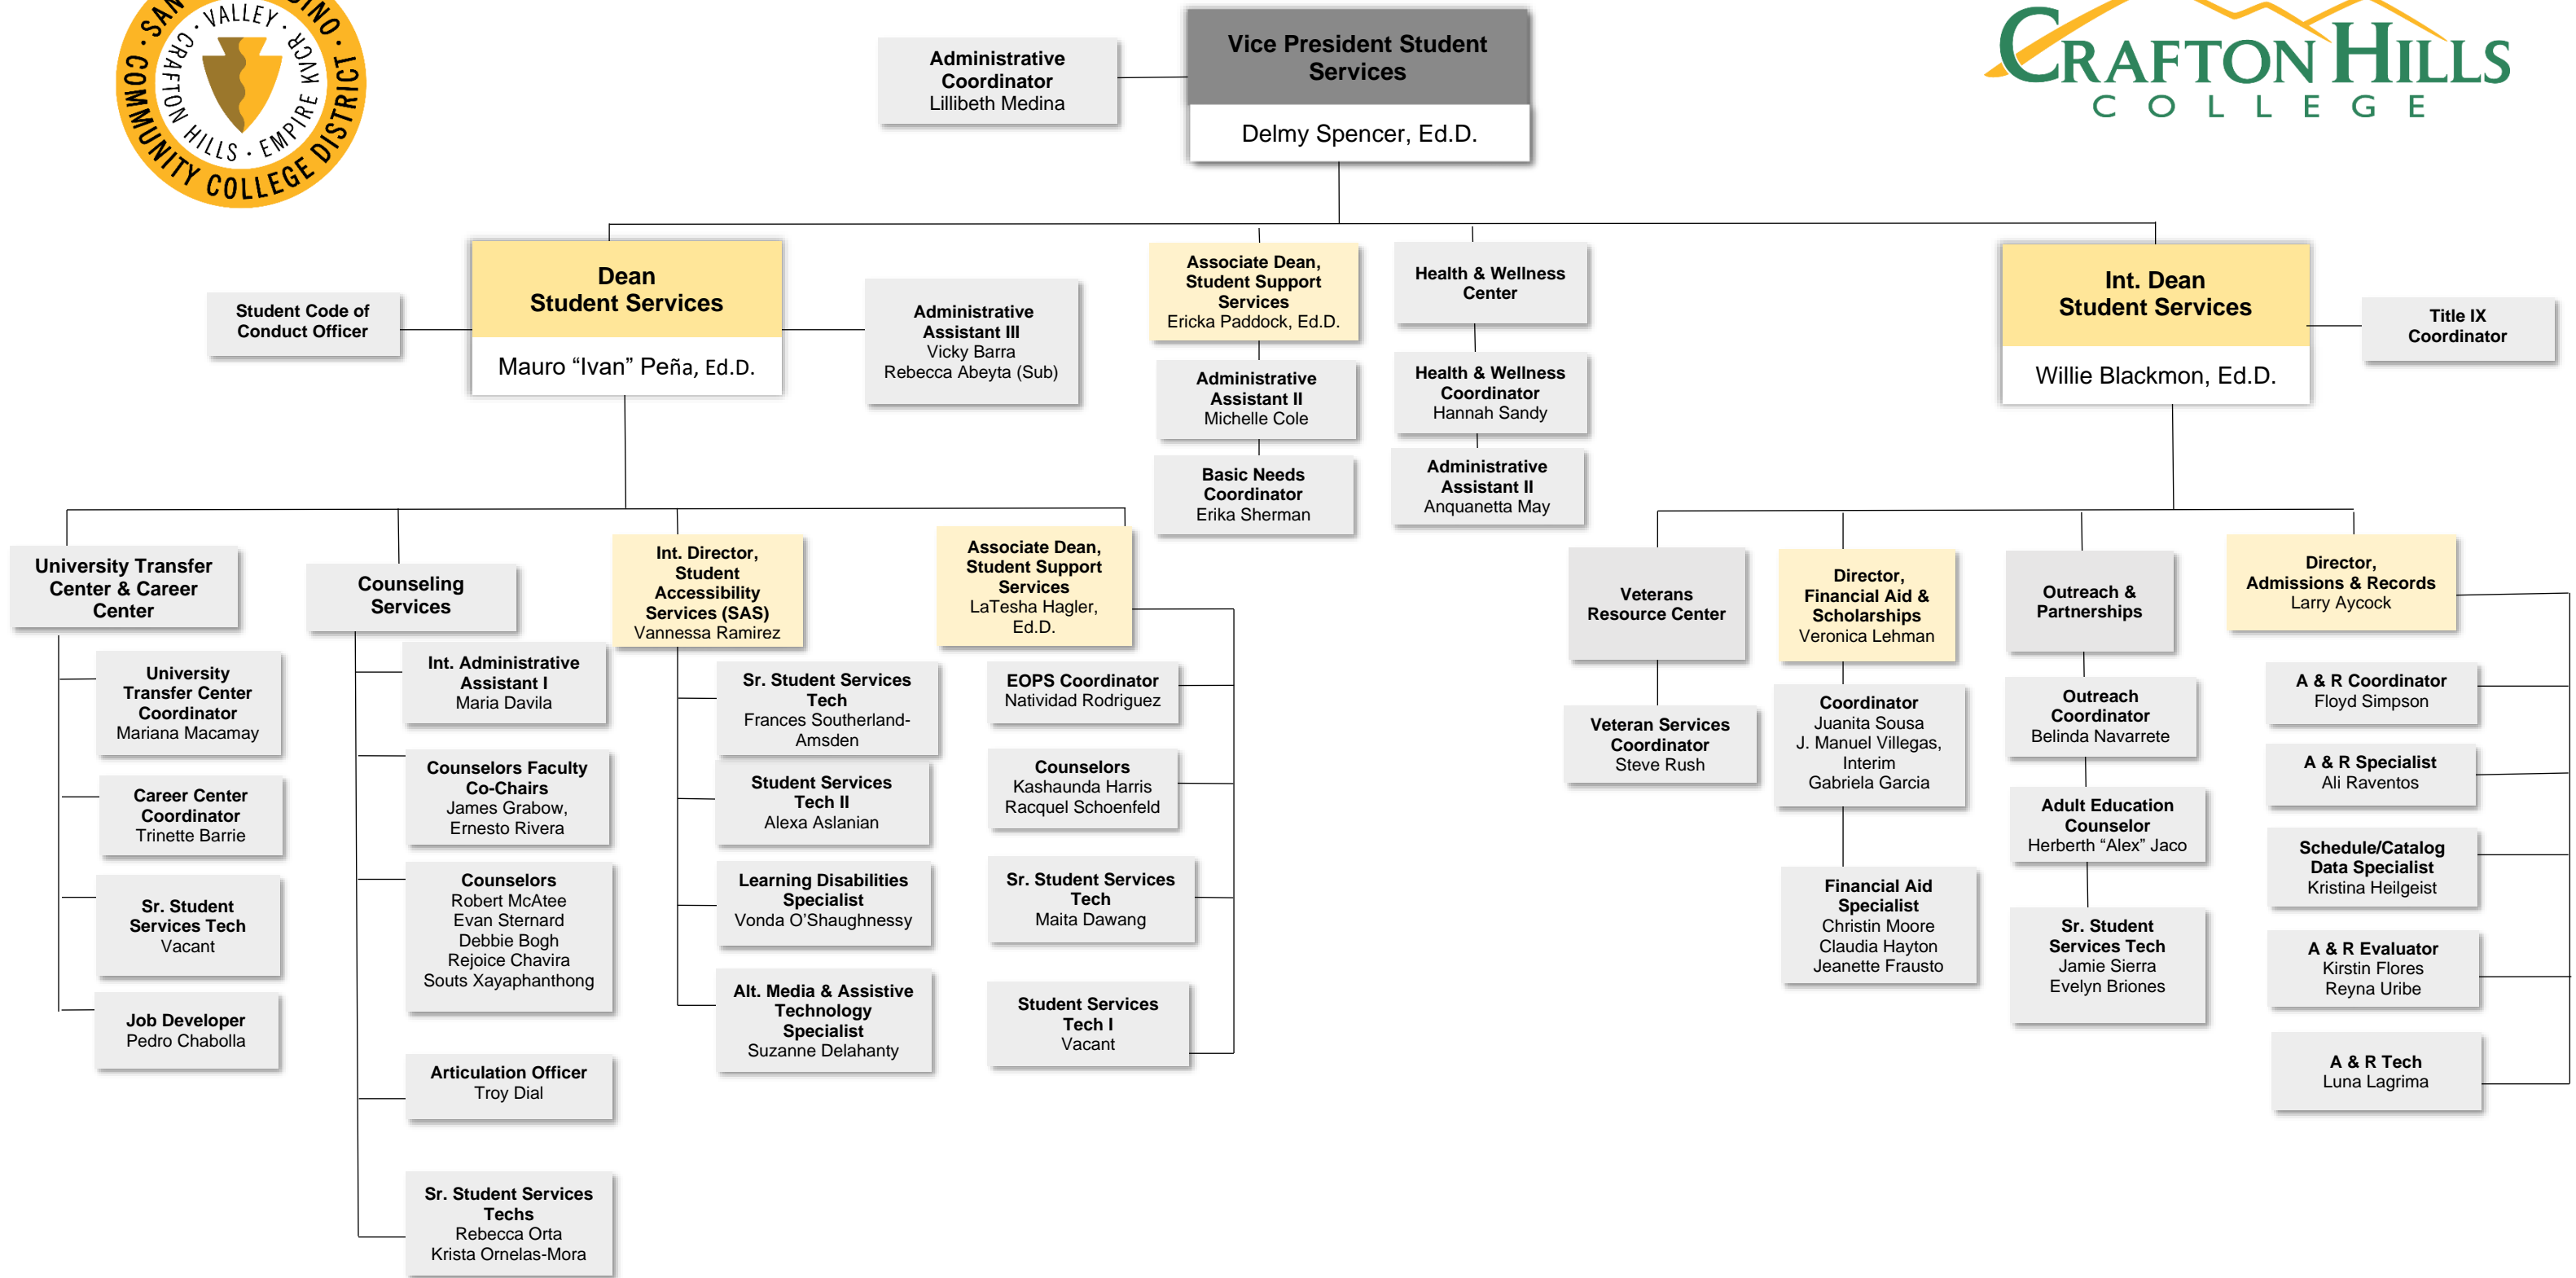 SAN
DINO
COMMUNITY COLLEGE DISTRICT
VALLEY
CRAFTON HILLS
EMPIRE KVCR
CRAFTON HILLS
COLLEGE
Administrative
Coordinator
Lillibeth Medina
Vice President Student
Services
Delmy Spencer, Ed.D.
Student Code of
Conduct Officer
Dean
Student Services
Mauro “Ivan” Peña, Ed.D.
Administrative
Assistant III
Vicky Barra
Rebecca Abeyta (Sub)
Associate Dean,
Student Support
Services
Ericka Paddock, Ed.D.
Administrative
Assistant II
Michelle Cole
Basic Needs
Coordinator
Erika Sherman
Health & Wellness
Center
Health & Wellness
Coordinator
Hannah Sandy
Administrative
Assistant II
Anquanetta May
Int. Dean
Student Services
Willie Blackmon, Ed.D.
Title IX
Coordinator
University Transfer
Center & Career
Center
University
Transfer Center
Coordinator
Mariana Macamay
Career Center
Coordinator
Trinette Barrie
Sr. Student
Services Tech
Vacant
Job Developer
Pedro Chabolla
Counseling
Services
Int. Administrative
Assistant I
Maria Davila
Counselors Faculty
Co-Chairs
James Grabow,
Ernesto Rivera
Counselors
Robert McAtee
Evan Sternard
Debbie Bogh
Rejoice Chavira
Souts Xayaphanthong
Articulation Officer
Troy Dial
Sr. Student Services
Techs
Rebecca Orta
Krista Ornelas-Mora
Int. Director,
Student
Accessibility
Services (SAS)
Vannessa Ramirez
Sr. Student Services
Tech
Frances Southerland-
Amsden
Student Services
Tech II
Alexa Aslanian
Learning Disabilities
Specialist
Vonda O’Shaughnessy
Alt. Media & Assistive
Technology
Specialist
Suzanne Delahanty
Associate Dean,
Student Support
Services
LaTesha Hagler,
Ed.D.
EOPS Coordinator
Natividad Rodriguez
Counselors
Kashaunda Harris
Racquel Schoenfeld
Sr. Student Services
Tech
Maita Dawang
Student Services
Tech I
Vacant
Veterans
Resource Center
Veteran Services
Coordinator
Steve Rush
Director,
Financial Aid &
Scholarships
Veronica Lehman
Coordinator
Juanita Sousa
J. Manuel Villegas,
Interim
Gabriela Garcia
Financial Aid
Specialist
Christin Moore
Claudia Hayton
Jeanette Frausto
Outreach &
Partnerships
Outreach
Coordinator
Belinda Navarrete
Adult Education
Counselor
Herberth “Alex” Jaco
Sr. Student
Services Tech
Jamie Sierra
Evelyn Briones
Director,
Admissions & Records
Larry Aycock
A & R Coordinator
Floyd Simpson
A & R Specialist
Ali Raventos
Schedule/Catalog
Data Specialist
Kristina Heilgeist
A & R Evaluator
Kirstin Flores
Reyna Uribe
A & R Tech
Luna Lagrima